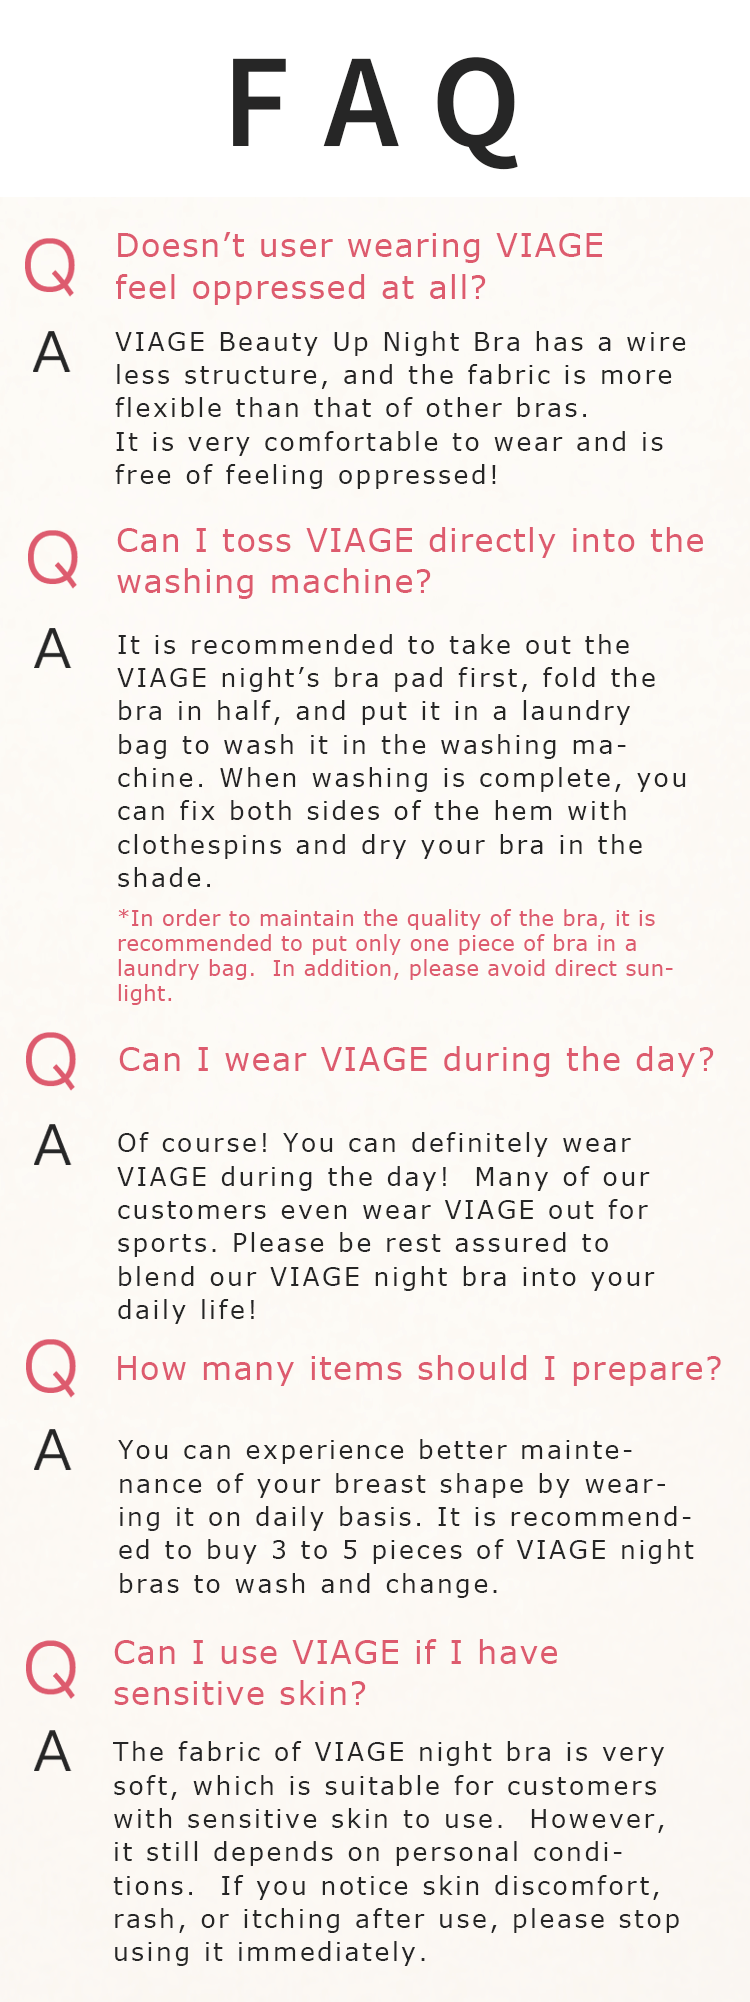 FAQ
Q Doesn’t user wearing VIAGE
feel oppressed at all?
A VIAGE Beauty Up Night Bra has a wire
less structure, and the fabric is more
flexible than that of other bras.
It is very comfortable to wear and is
free of feeling oppressed!
Q Can I toss VIAGE directly into the
washing machine?
A It is recommended to take out the
VIAGE night’s bra pad first, fold the
bra in half, and put it in a laundry
bag to wash it in the washing ma-
chine. When washing is complete, you
can fix both sides of the hem with
clothespins and dry your bra in the
shade.
*In order to maintain the quality of the bra, it is
recommended to put only one piece of bra in a
laundry bag.  In addition, please avoid direct sun-
light.
Q Can I wear VIAGE during the day?
A Of course! You can definitely wear
VIAGE during the day!  Many of our
customers even wear VIAGE out for
sports. Please be rest assured to
blend our VIAGE night bra into your
daily life!
Q How many items should I prepare?
A You can experience better mainte-
nance of your breast shape by wear-
ing it on daily basis. It is recommend-
ed to buy 3 to 5 pieces of VIAGE night
bras to wash and change.
Q Can I use VIAGE if I have
sensitive skin?
A The fabric of VIAGE night bra is very
soft, which is suitable for customers
with sensitive skin to use.  However,
it still depends on personal condi-
tions.  If you notice skin discomfort,
rash, or itching after use, please stop
using it immediately.